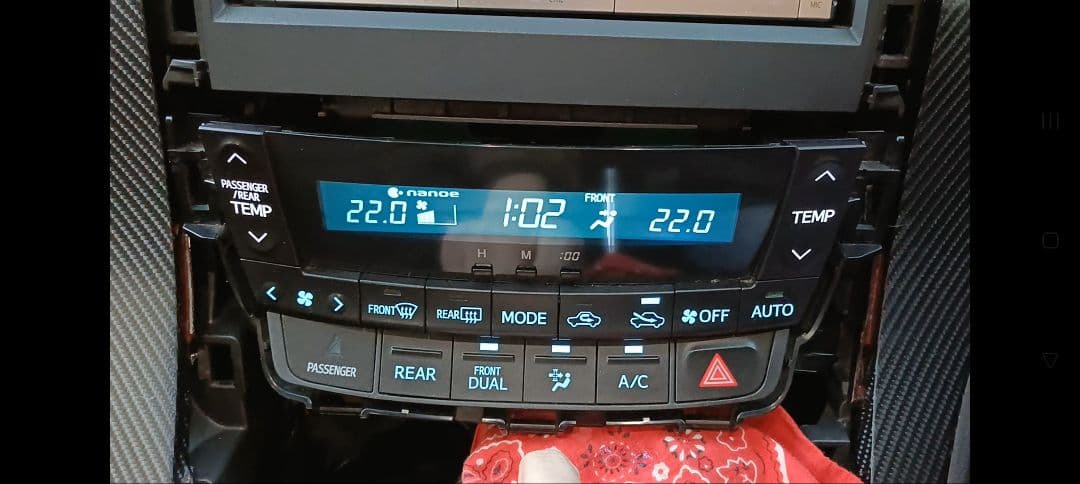 MIC
nanoe
PASSENGER
/REAR
TEMP
22.0
1:02
FRONT
22.0
TEMP
H M :00
FRONT
REAR
MODE
OFF
AUTO
PASSENGER
REAR
FRONT
DUAL
A/C